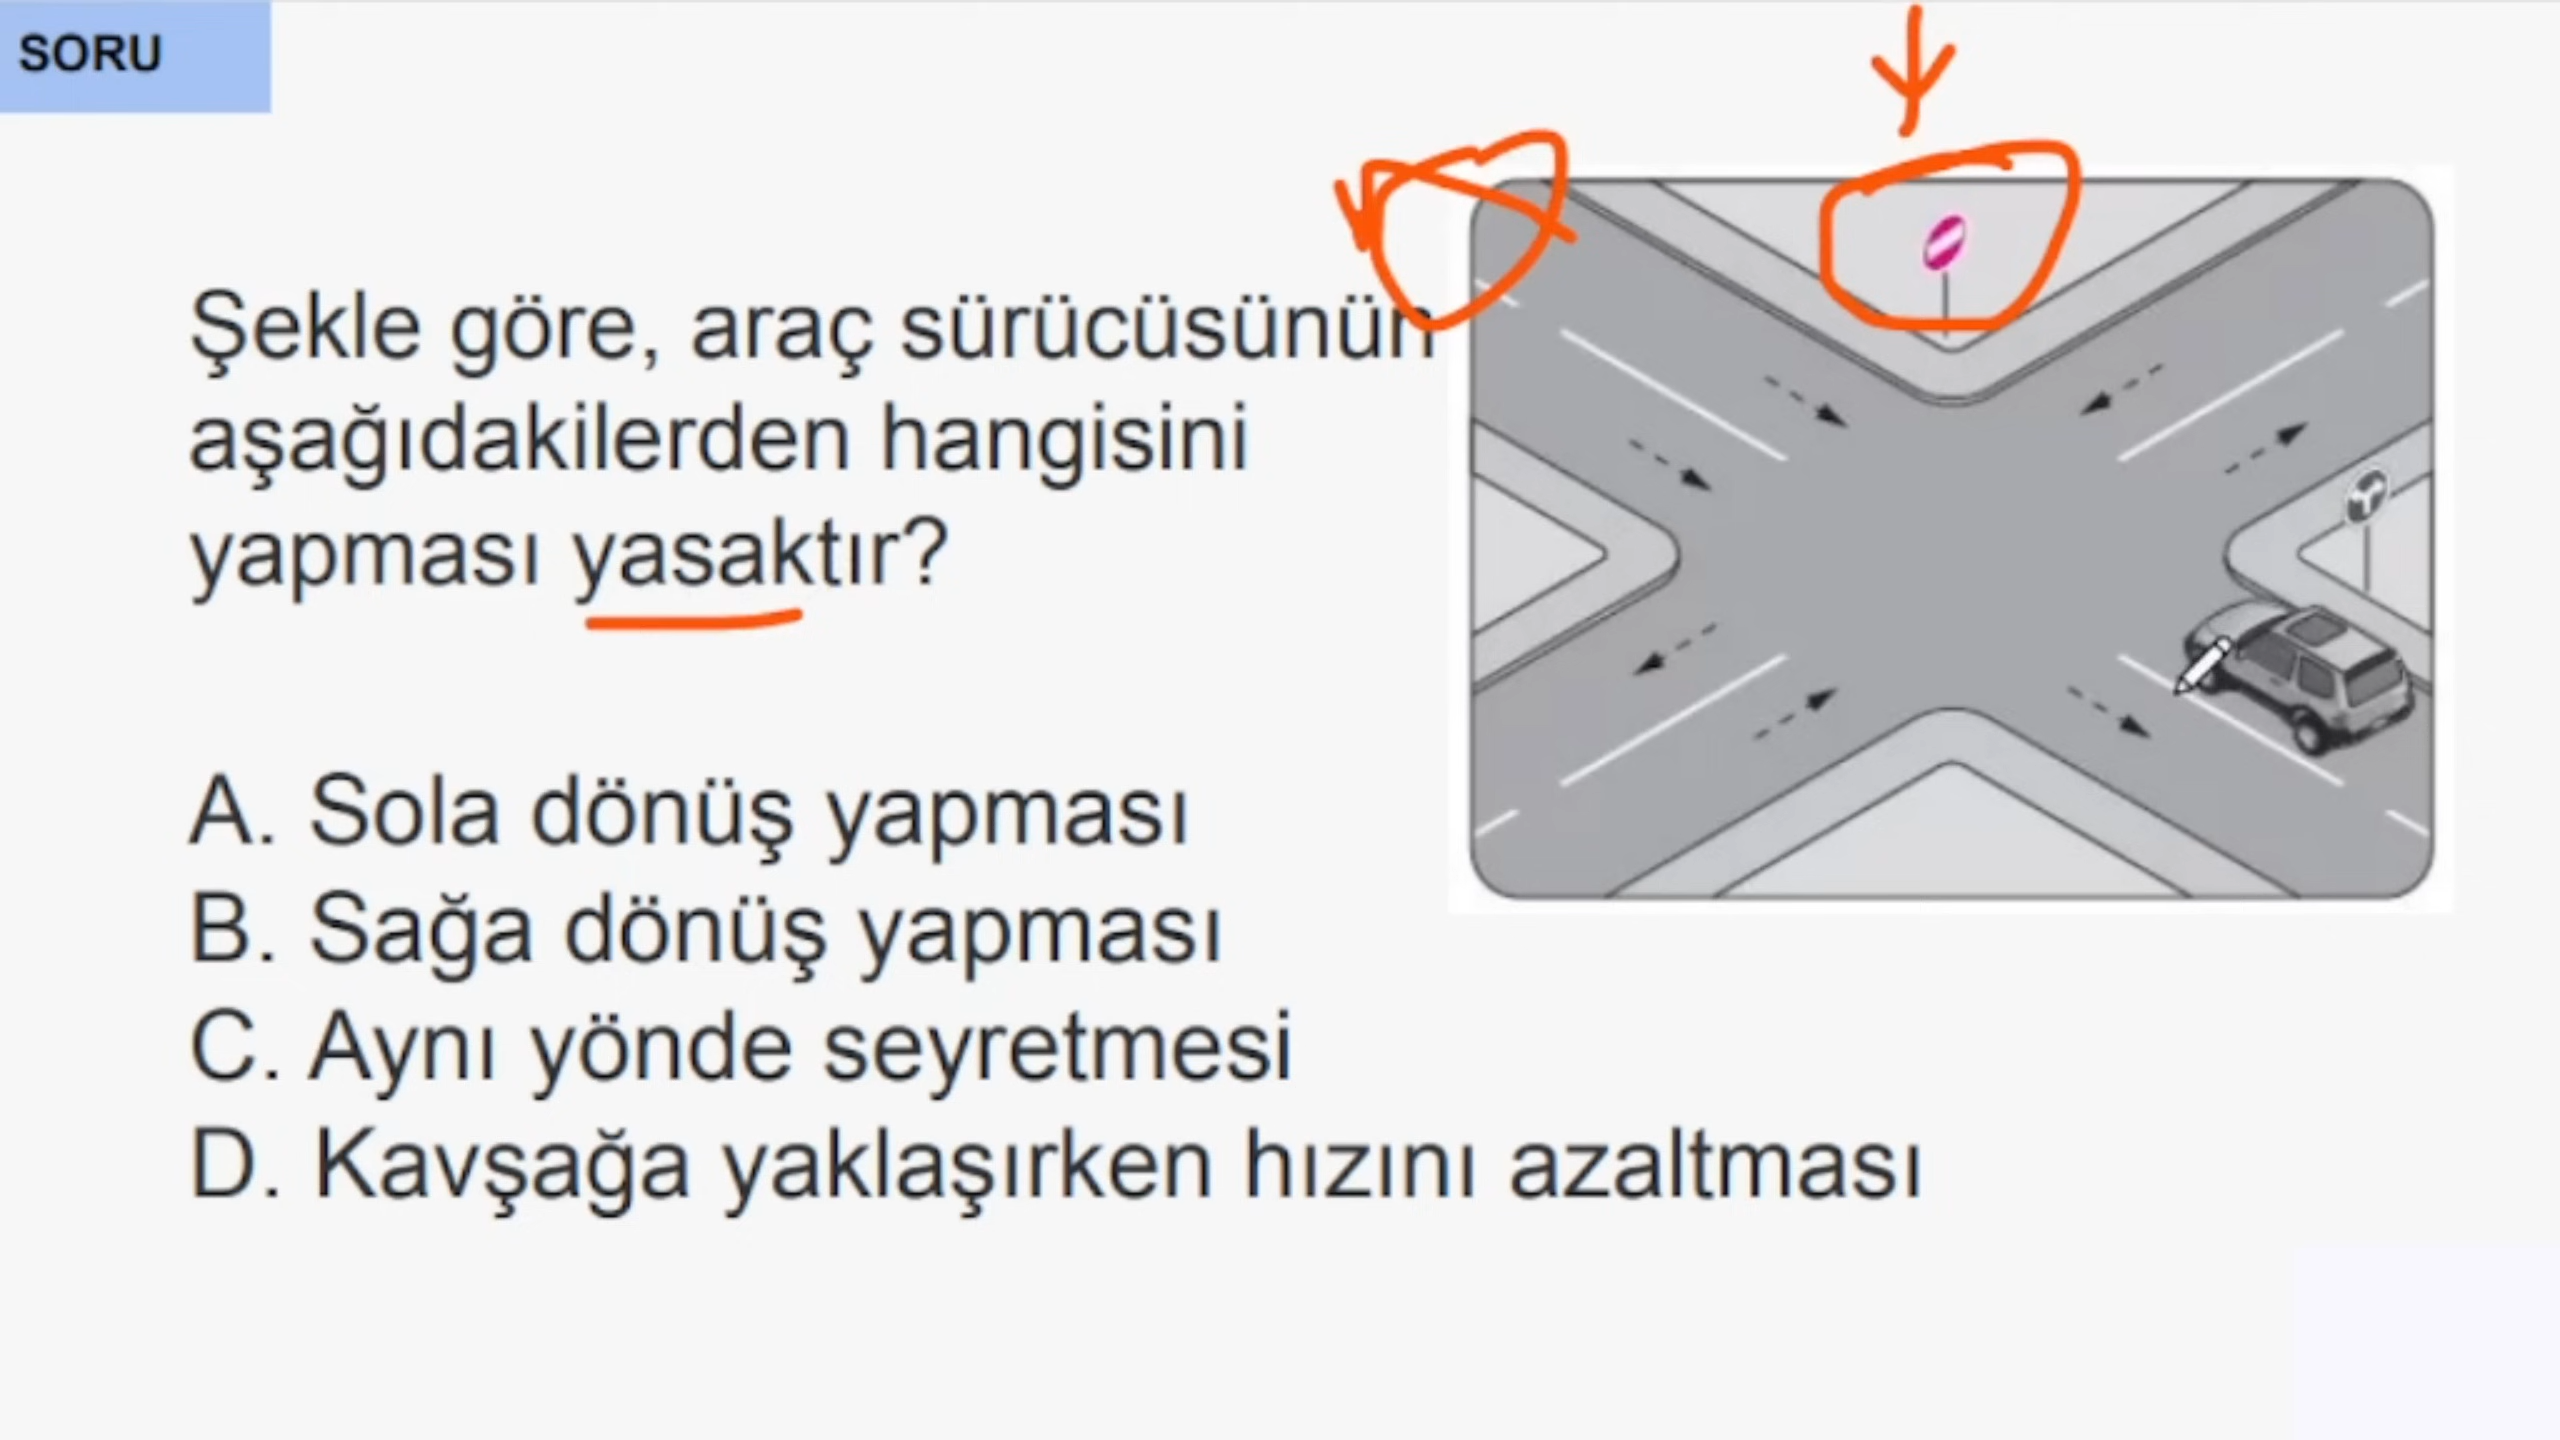 SORU
Şekle göre, araç sürücüsünün
aşağıdakilerden hangisini
yapması yasaktır?
A. Sola dönüş yapması
B. Sağa dönüş yapması
C. Aynı yönde seyretmesi
D. Kavşağa yaklaşırken hızını azaltması